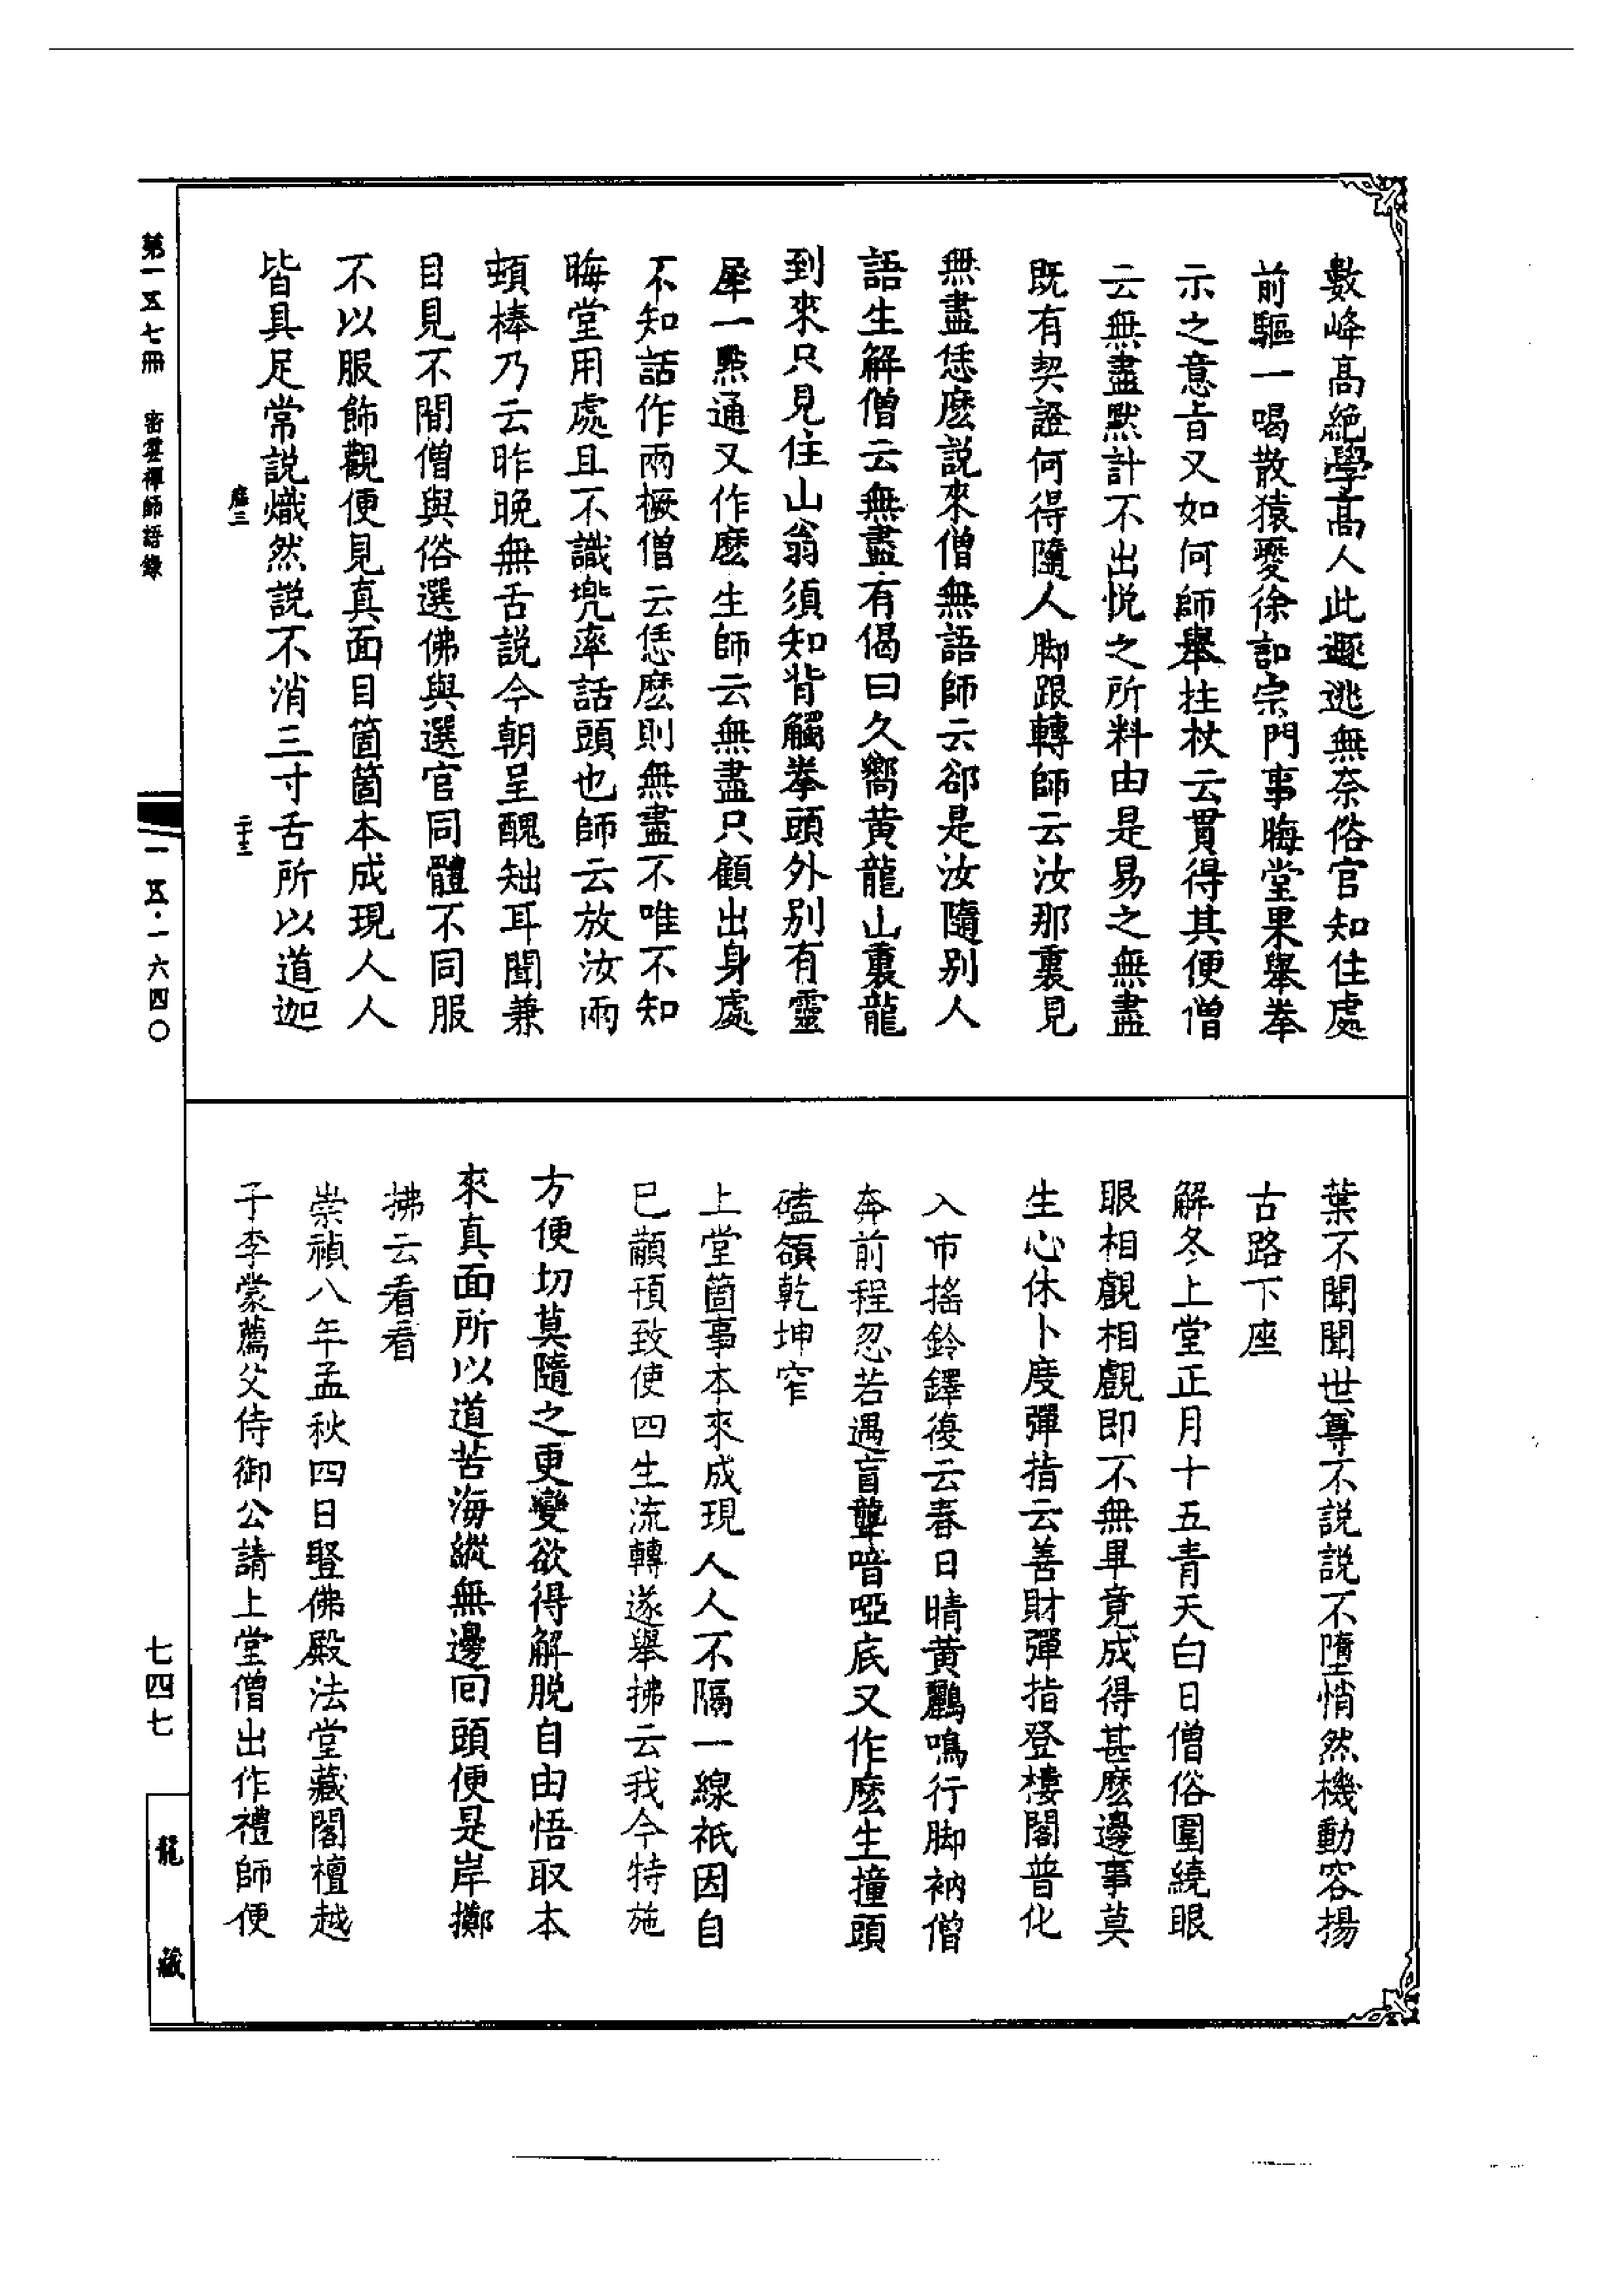 數峰高絕學高人此遯逃無奈俗官知住處
前驅一喝散猿㹶徐扣宗門事晦堂果舉拳
示之意旨又如何師舉拄杖云貫得其便僧
云無盡默計不出悅之所料由是易之無盡
既有契證何得隨人脚跟轉師云汝那裏見
無盡恁麽說來僧無語師云郤是汝隨別人
語生解僧云無盡有偈曰久嚮黃龍山裏龍
到來只見住山翁須知背觸拳頭外別有靈
犀一點通又作麽生師云無盡只顧出身處
不知話作兩橛僧云恁麽則無盡不唯不知
晦堂用處且不識兠率話頭也師云放汝兩
頓棒乃云昨晚無舌說今朝呈醜拙耳聞兼
目見不間僧與俗選佛與選官同體不同服
不以服飾觀便見真面目箇箇本成現人人
皆具足常說熾然說不消三寸舌所以道迦
葉不聞聞世尊不說說不墮悄然機動容揚
古路下座
解冬上堂正月十五青天白日僧俗圍繞眼
眼相覷相覷即不無畢竟成得甚麽邊事莫
生心休卜度彈指云善財彈指登樓閣普化
入市搖鈴鐸復云春日晴黃鸝鳴行脚衲僧
奔前程忽若遇盲聾喑啞底又作麽生撞頭
磕頷乾坤窄
上堂箇事本來成現人人不隔一線祇因自
已顢頇致使四生流轉遂舉拂云我今特施
方便切莫隨之更變欲得解脫自由悟取本
來真面所以道苦海縱無邊回頭便是岸擲
拂云看看
崇禎八年孟秋四日豎佛殿法堂藏閣檀越
子李棠薦父侍御公請上堂僧出作禮師便
第一五七冊 密雲禪師語錄
庭三
二十三
一五·一六四〇
七四七
龍藏